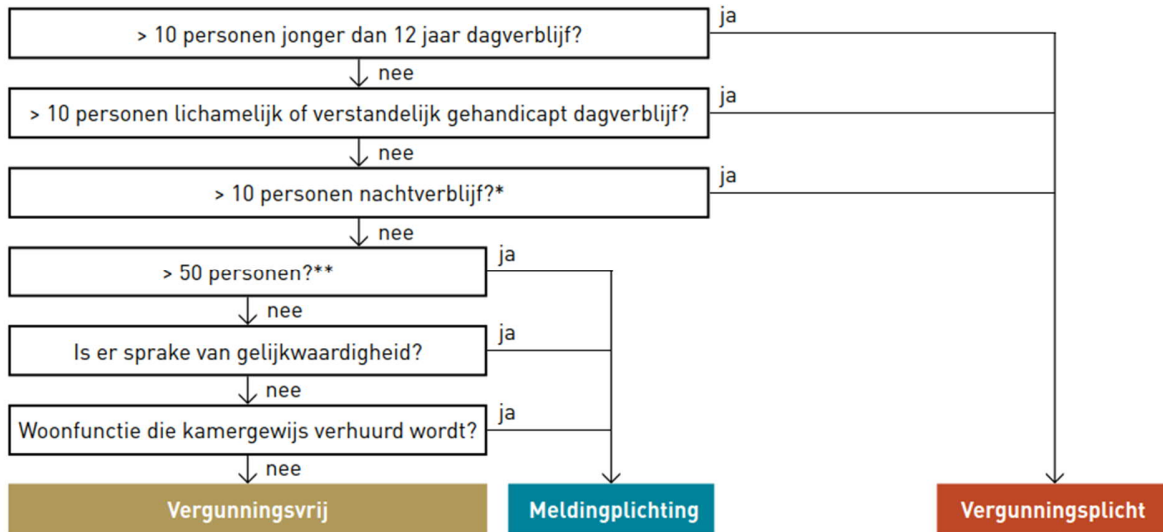 > 10 personen jonger dan 12 jaar dagverblijf?
ja
nee
> 10 personen lichamelijk of verstandelijk gehandicapt dagverblijf?
ja
nee
> 10 personen nachtverblijf?*
ja
nee
> 50 personen?**
ja
nee
Is er sprake van gelijkwaardigheid?
ja
nee
Woonfunctie die kamergewijs verhuurd wordt?
ja
nee
Vergunningsvrij
Meldingplichting
Vergunningsplicht